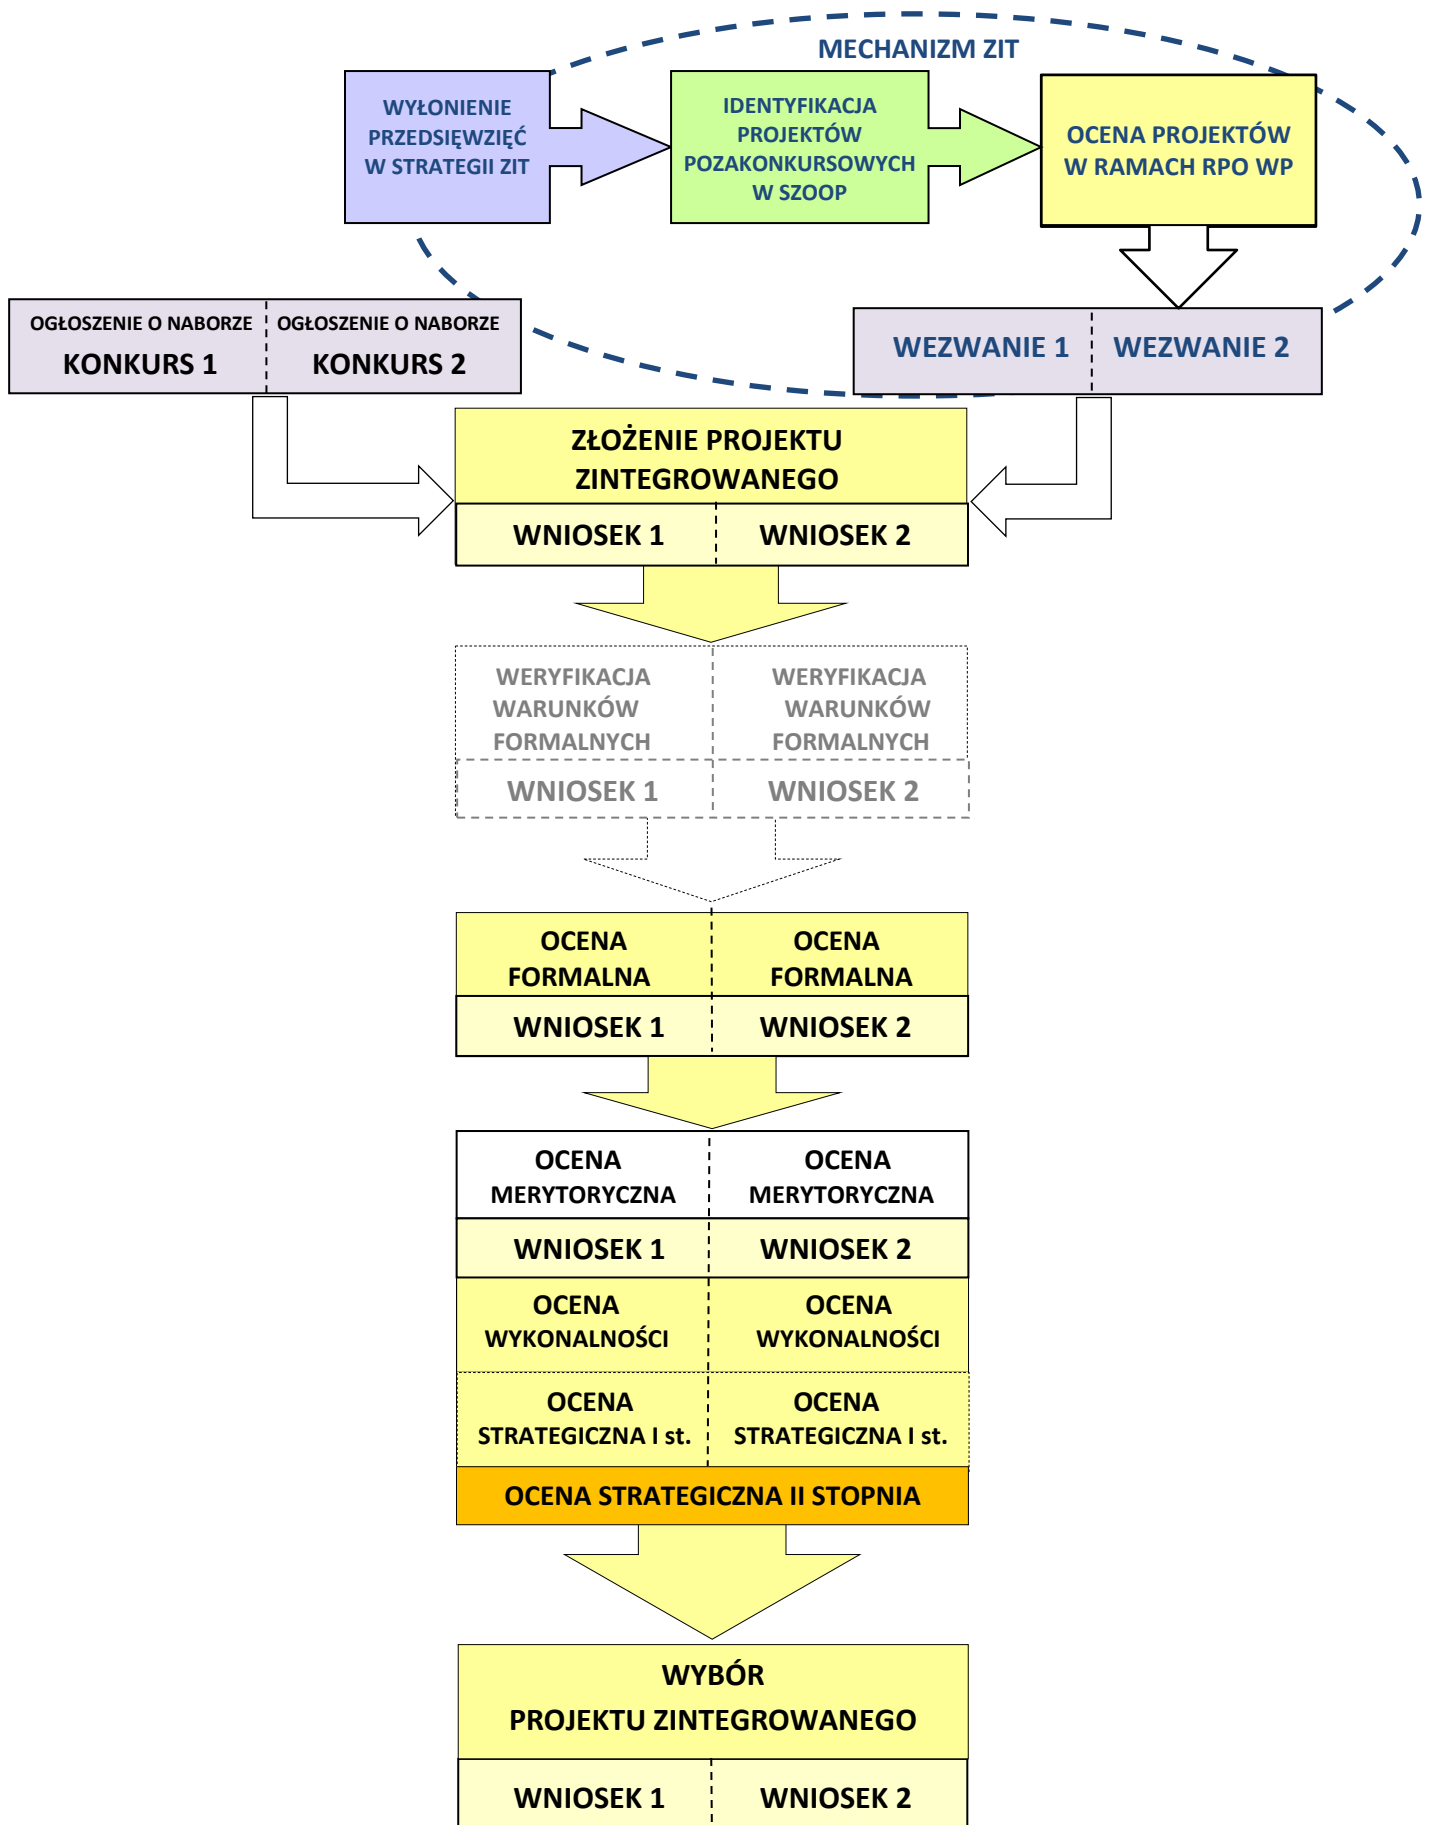 MECHANIZM ZIT
WYŁONIENIE
PRZEDSIĘWZIĘĆ
W STRATEGII ZIT
IDENTYFIKACJA
PROJEKTÓW
POZAKONKURSOWYCH
W SZOOP
OCENA PROJEKTÓW
W RAMACH RPO WP
OGŁOSZENIE O NABORZE
KONKURS 1
OGŁOSZENIE O NABORZE
KONKURS 2
WEZWANIE 1
WEZWANIE 2
ZŁOŻENIE PROJEKTU
ZINTEGROWANEGO
WNIOSEK 1
WNIOSEK 2
WERYFIKACJA
WARUNKÓW
FORMALNYCH
WNIOSEK 1
WERYFIKACJA
WARUNKÓW
FORMALNYCH
WNIOSEK 2
OCENA
FORMALNA
WNIOSEK 1
OCENA
FORMALNA
WNIOSEK 2
OCENA
MERYTORYCZNA
WNIOSEK 1
OCENA
MERYTORYCZNA
WNIOSEK 2
OCENA
WYKONALNOŚCI
OCENA
WYKONALNOŚCI
OCENA
STRATEGICZNA I st.
OCENA
STRATEGICZNA I st.
OCENA STRATEGICZNA II STOPNIA
WYBÓR
PROJEKTU ZINTEGROWANEGO
WNIOSEK 1
WNIOSEK 2